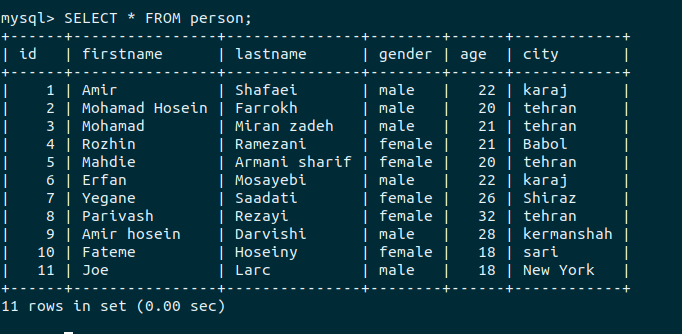 mysql> SELECT * FROM person;
+------+----------------+---------------+--------+------+------------+
| id   | firstname      | lastname      | gender | age  | city       |
+------+----------------+---------------+--------+------+------------+
|    1 | Amir           | Shafaei       | male   |   22 | karaj      |
|    2 | Mohamad Hosein | Farrokh       | male   |   20 | tehran     |
|    3 | Mohamad        | Miran zadeh   | male   |   21 | tehran     |
|    4 | Rozhin         | Ramezani      | female |   21 | Babol      |
|    5 | Mahdie         | Armani sharif | female |   20 | tehran     |
|    6 | Erfan          | Mosayebi      | male   |   22 | karaj      |
|    7 | Yegane         | Saadati       | female |   26 | Shiraz     |
|    8 | Parivash       | Rezayi        | female |   32 | tehran     |
|    9 | Amir hosein    | Darvishi      | male   |   28 | kermanshah |
|   10 | Fateme         | Hoseiny       | female |   18 | sari       |
|   11 | Joe            | Larc          | male   |   18 | New York   |
+------+----------------+---------------+--------+------+------------+
11 rows in set (0.00 sec)